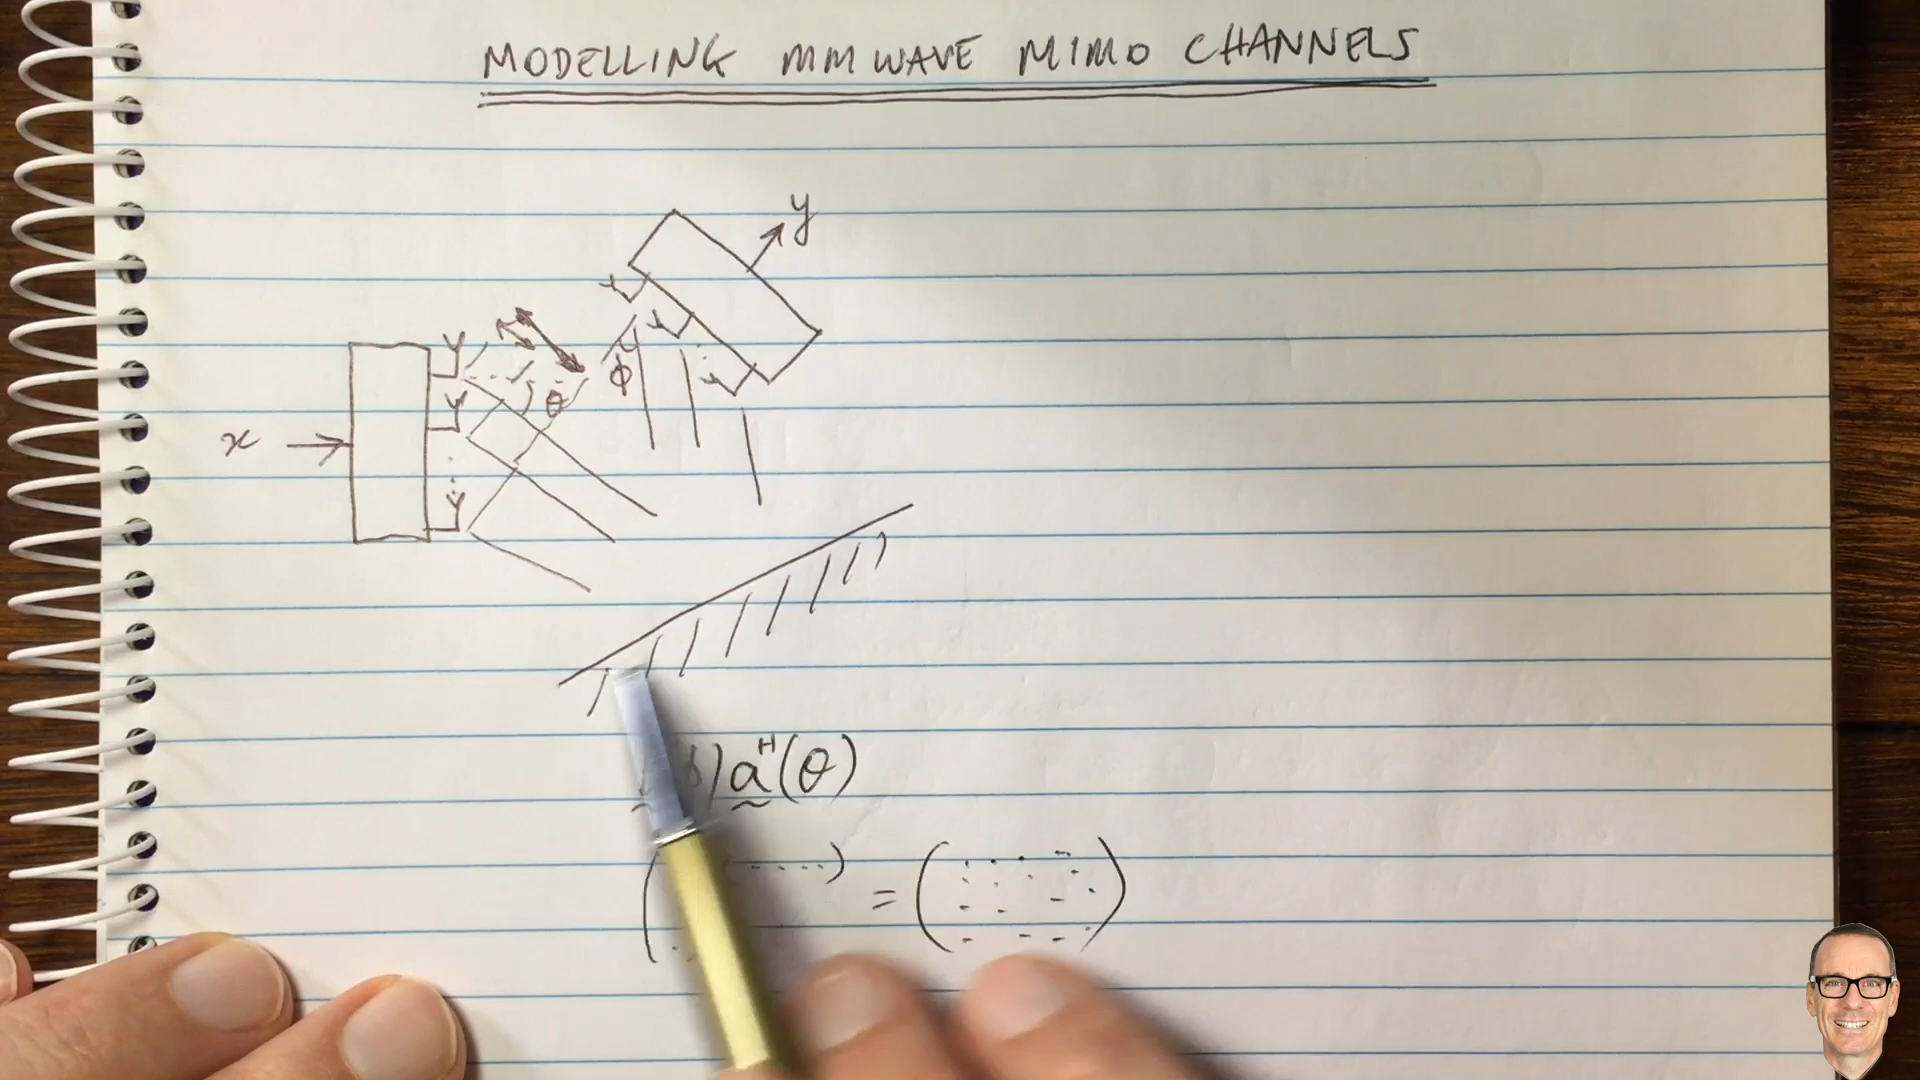 MODELLING MMWAVE MIMO CHANNELS
y
x
θ
ϕ
) a^H(θ)
=